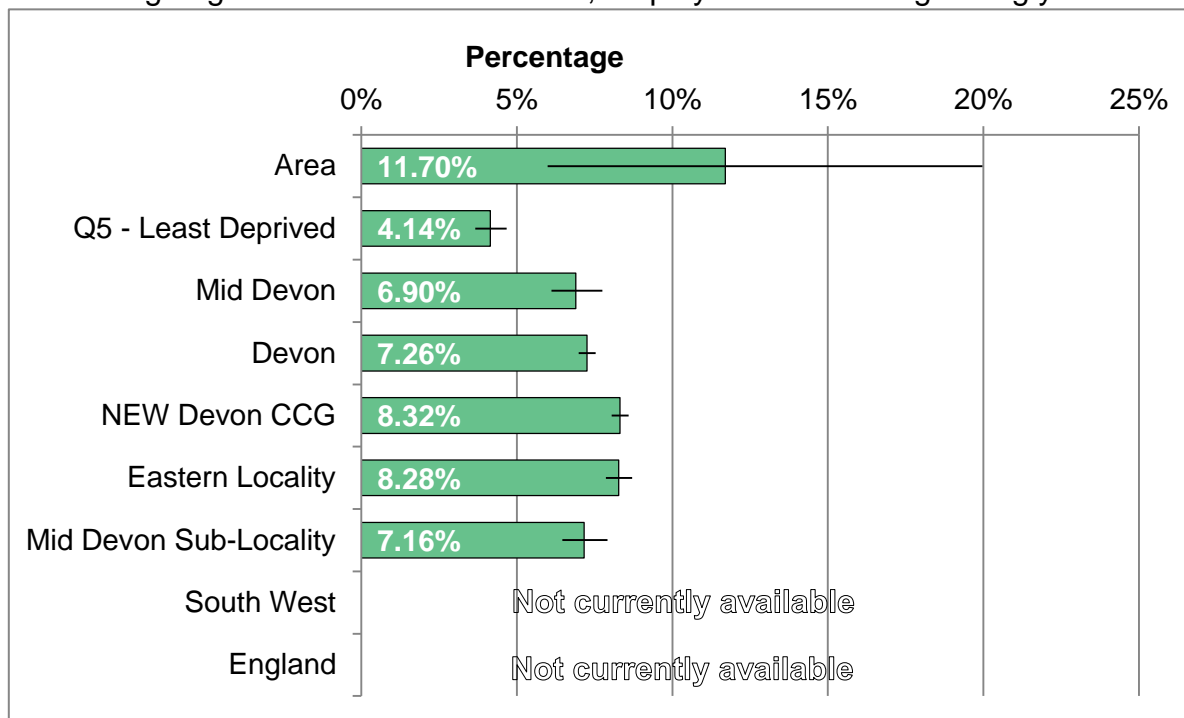 Percentage
0% 5% 10% 15% 20% 25%
Area 11.70%
Q5 - Least Deprived 4.14%
Mid Devon 6.90%
Devon 7.26%
NEW Devon CCG 8.32%
Eastern Locality 8.28%
Mid Devon Sub-Locality 7.16%
South West Not currently available
England Not currently available